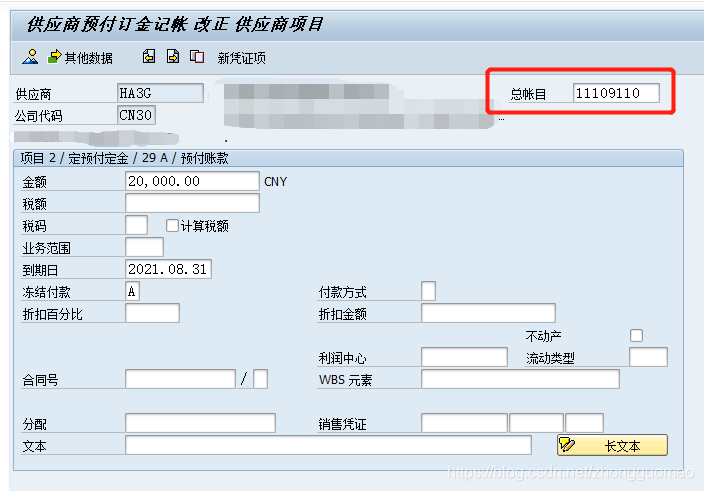 供应商预付订金记帐 改正 供应商项目
其他数据 新凭证项
供应商 HA3G 总帐目 11109110
公司代码 CN30
项目 2 / 定预付定金 / 29 A / 预付账款
金额 20,000.00 CNY
税额
税码 计算税额
业务范围
到期日 2021.08.31
冻结付款 A 付款方式
折扣百分比 折扣金额
不动产
利润中心 流动类型
合同号 / WBS 元素
分配 销售凭证
文本 长文本
https://blog.csdn.net/zhongguomao